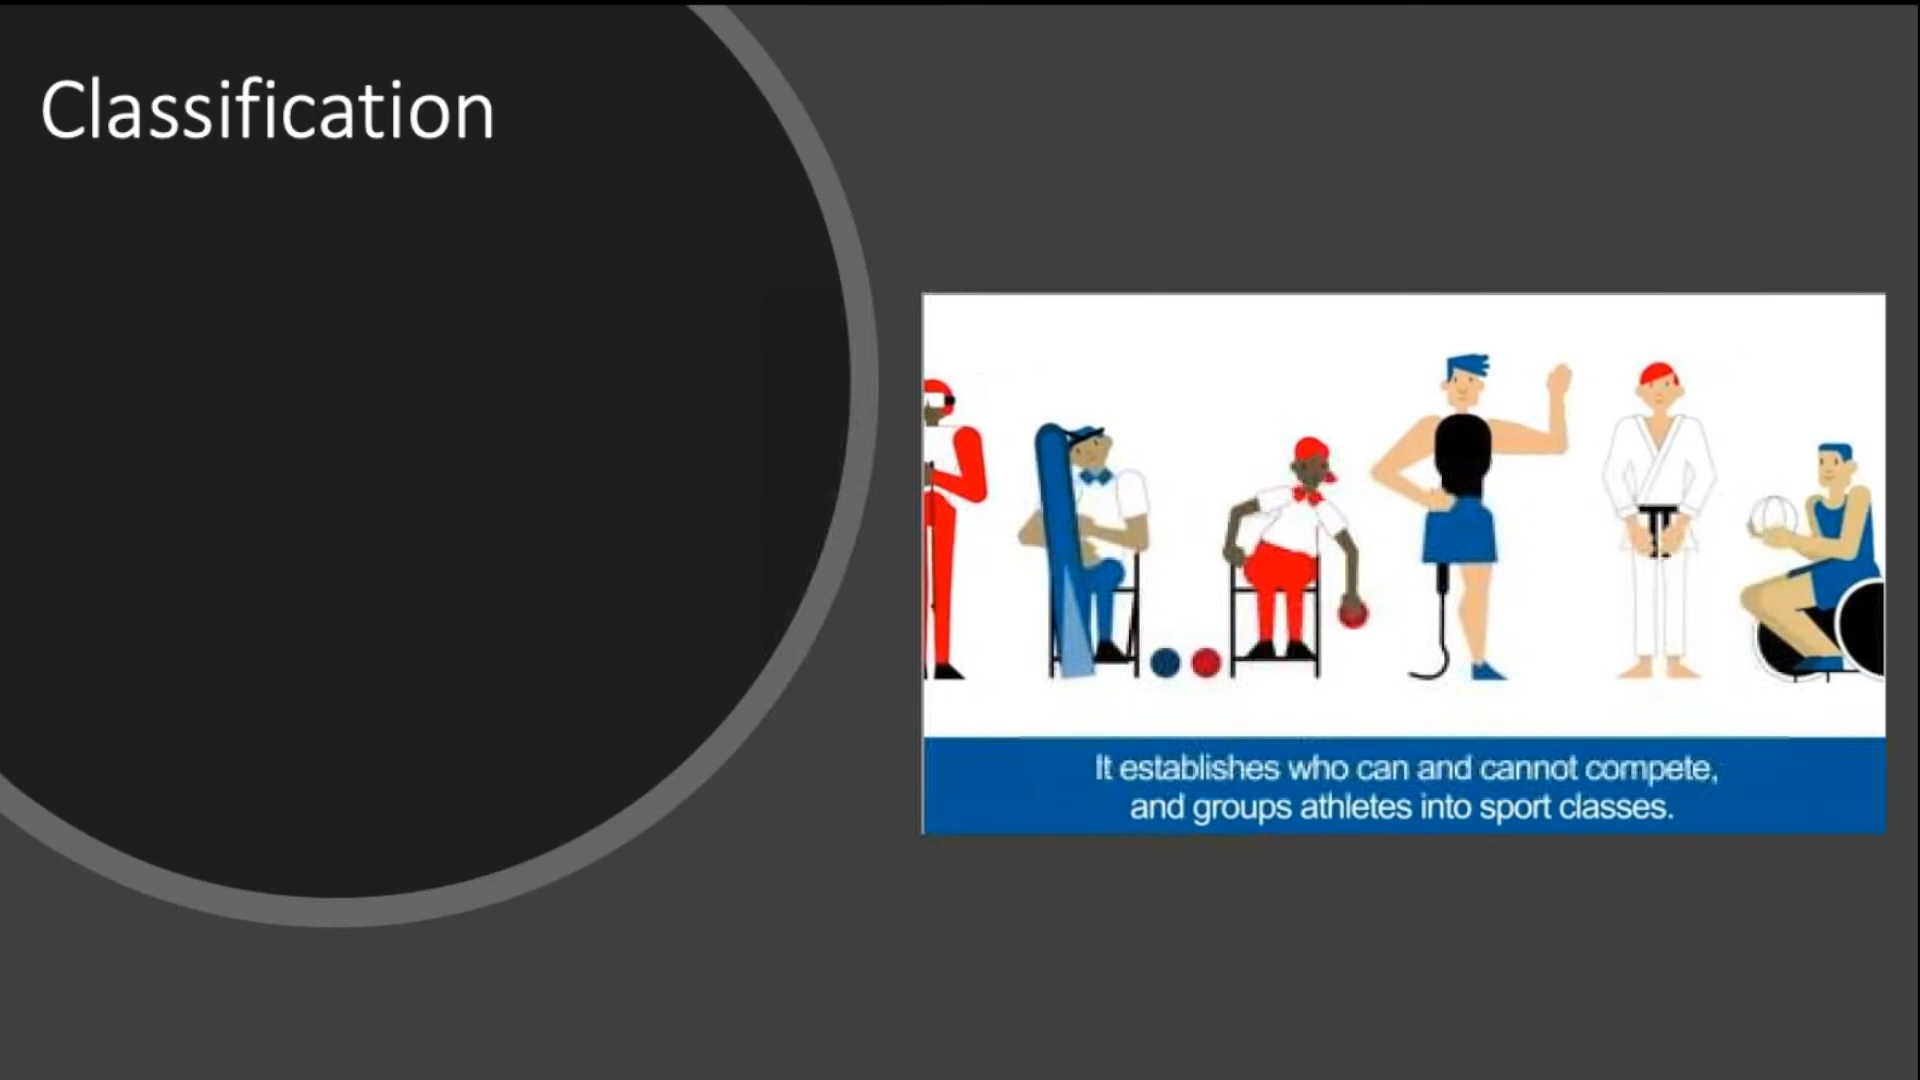 Classification
It establishes who can and cannot compete,
and groups athletes into sport classes.